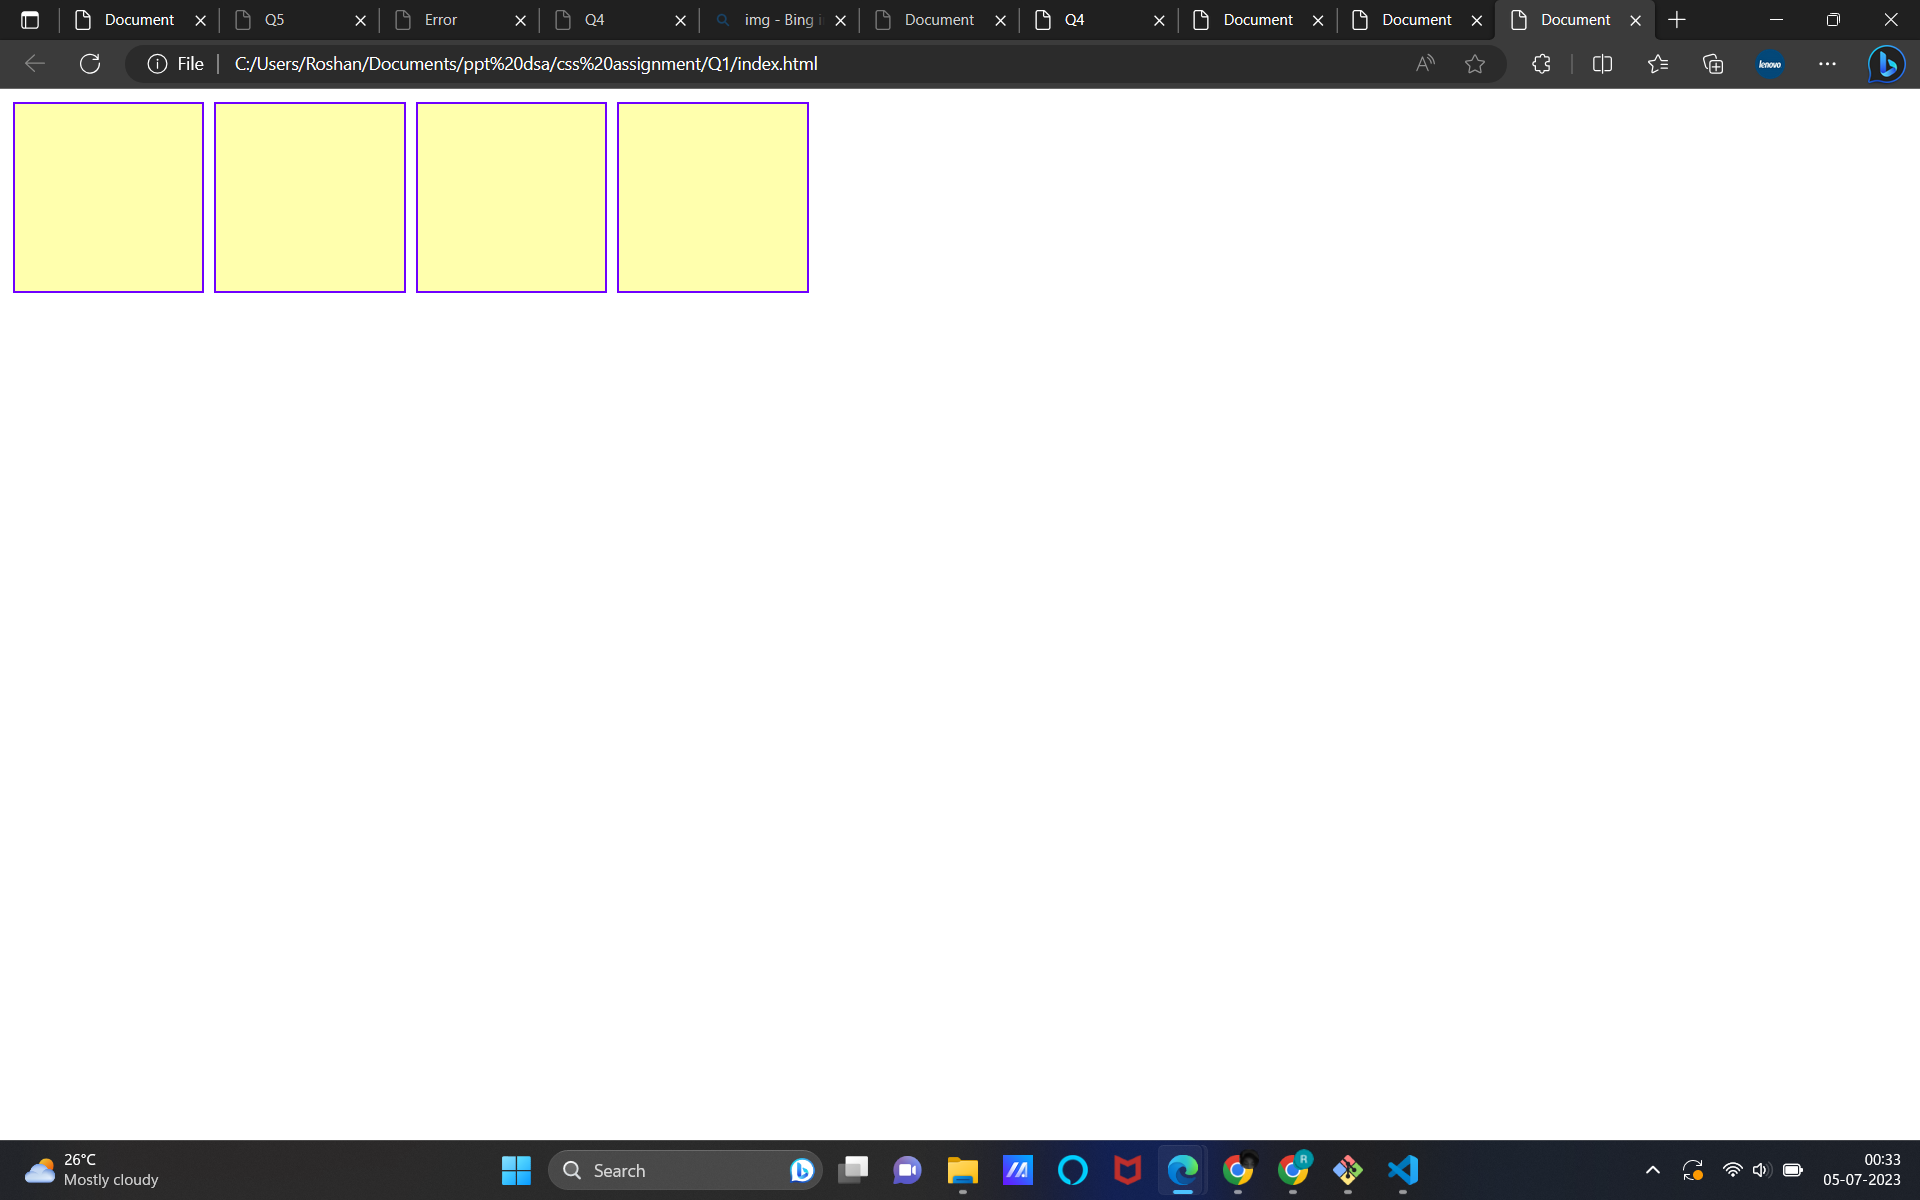 Document Q5 Error Q4 img - Bing Document Q4 Document Document Document
File C:/Users/Roshan/Documents/ppt%20dsa/css%20assignment/Q1/index.html lenovo
26°C
Mostly cloudy
Search
R
00:33
05-07-2023